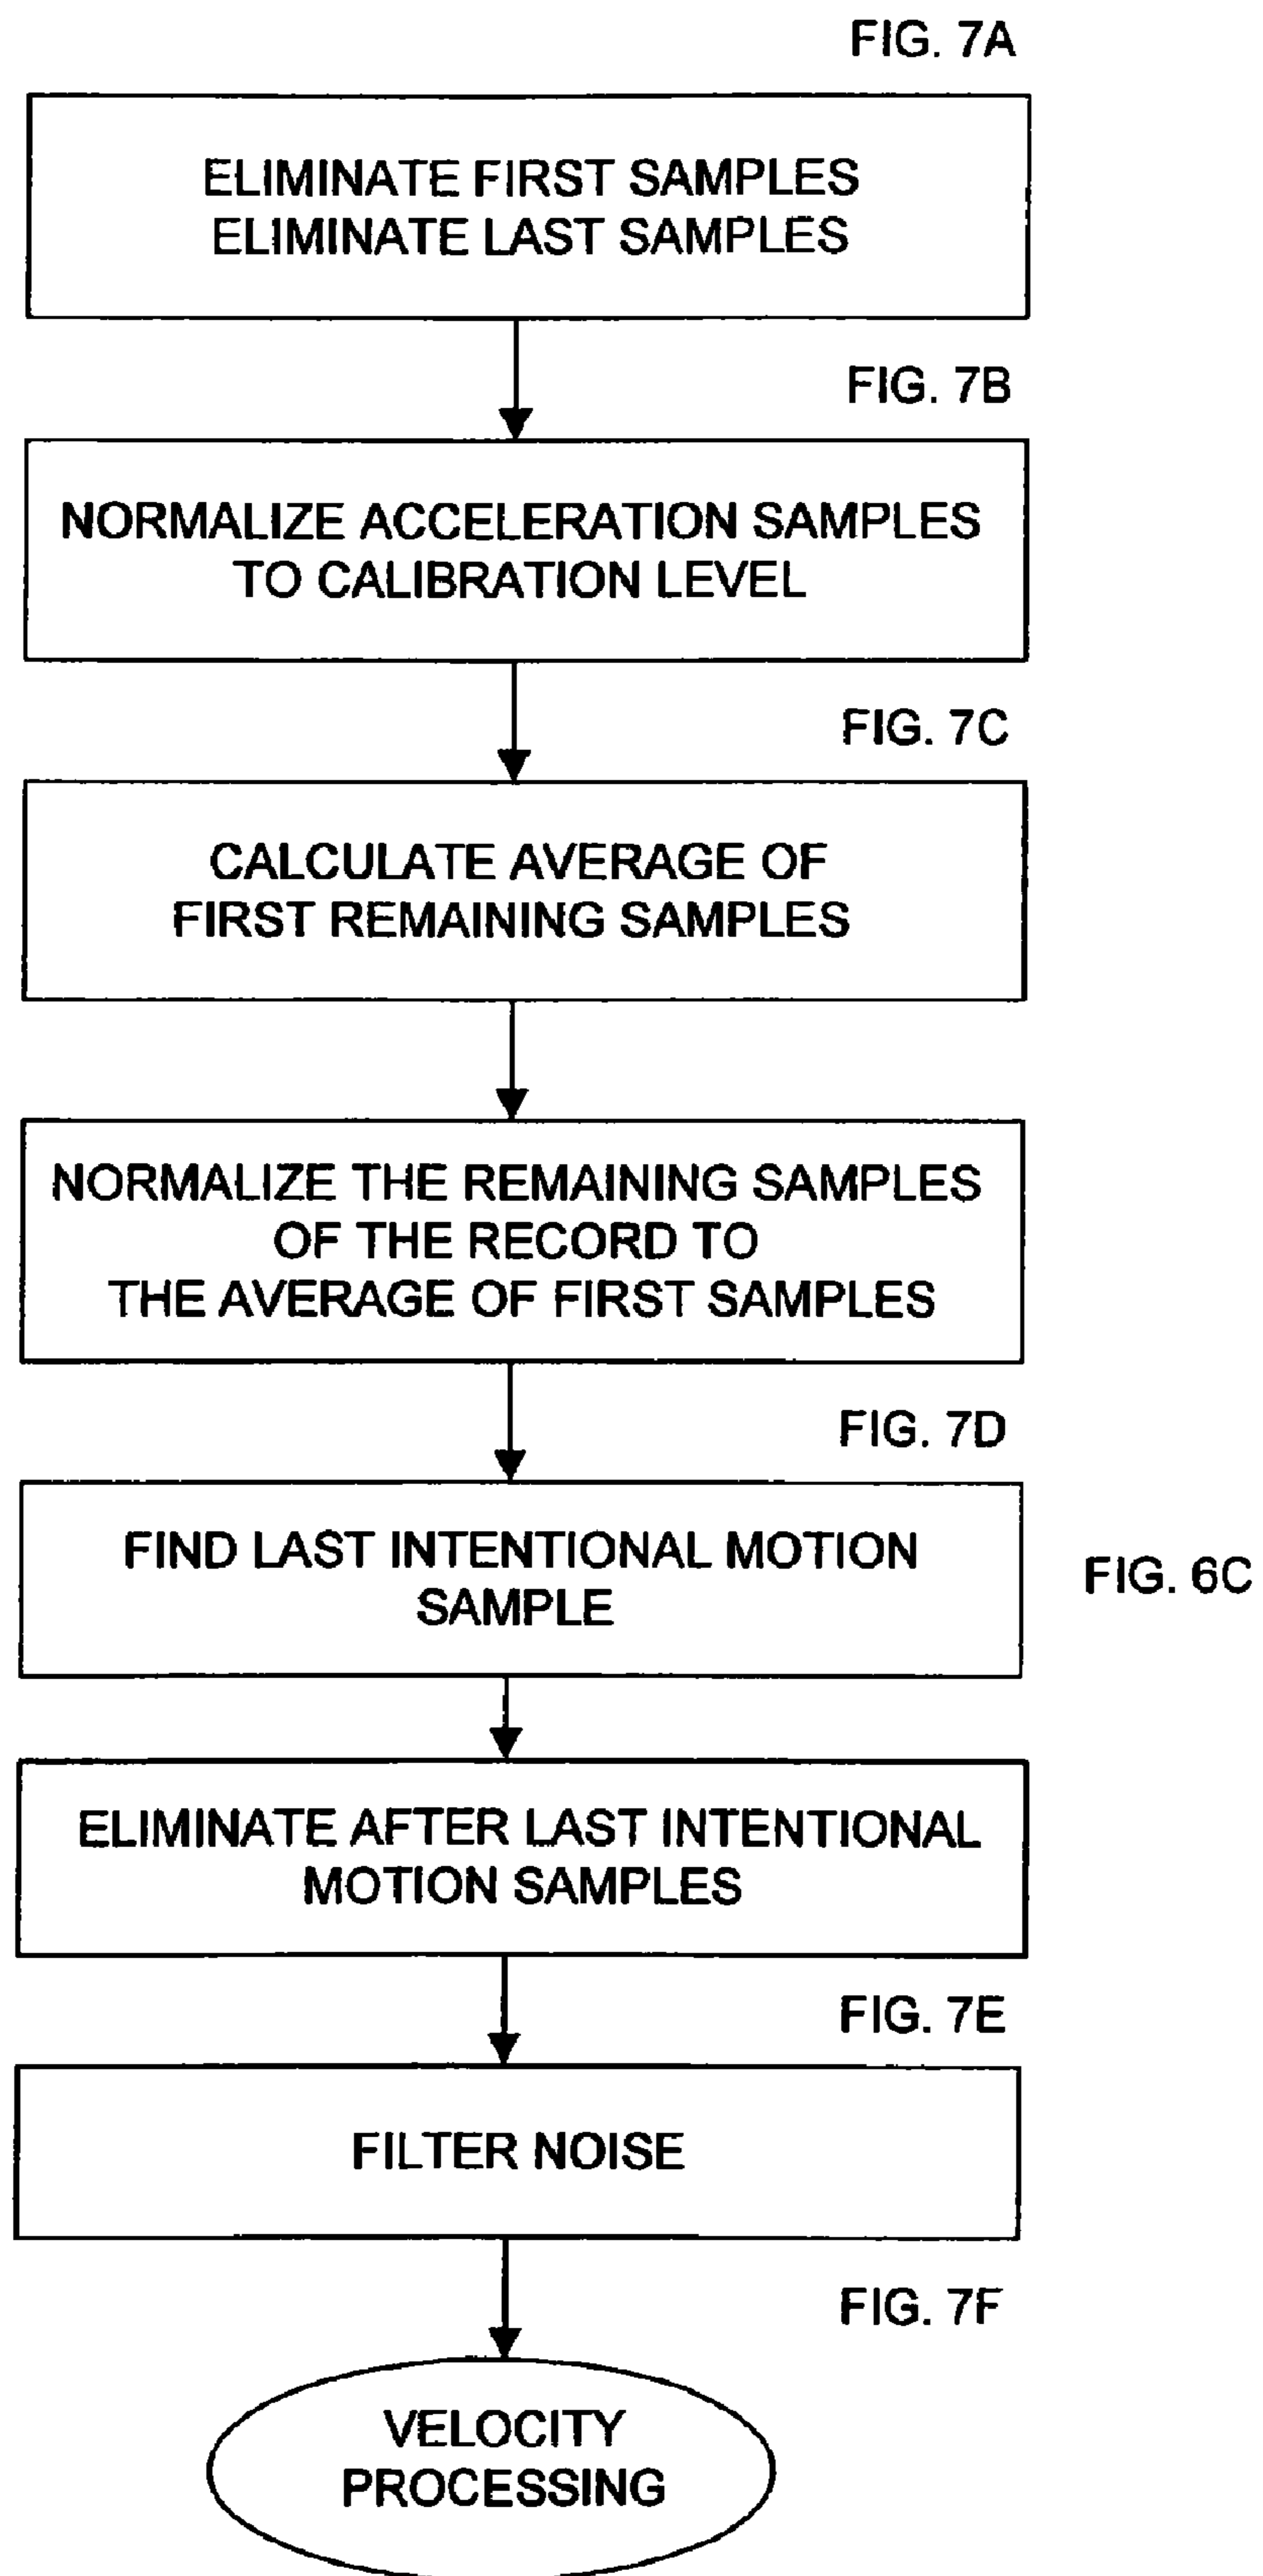 FIG. 7A
ELIMINATE FIRST SAMPLES
ELIMINATE LAST SAMPLES
FIG. 7B
NORMALIZE ACCELERATION SAMPLES
TO CALIBRATION LEVEL
FIG. 7C
CALCULATE AVERAGE OF
FIRST REMAINING SAMPLES
NORMALIZE THE REMAINING SAMPLES
OF THE RECORD TO
THE AVERAGE OF FIRST SAMPLES
FIG. 7D
FIND LAST INTENTIONAL MOTION
SAMPLE
FIG. 6C
ELIMINATE AFTER LAST INTENTIONAL
MOTION SAMPLES
FIG. 7E
FILTER NOISE
FIG. 7F
VELOCITY
PROCESSING